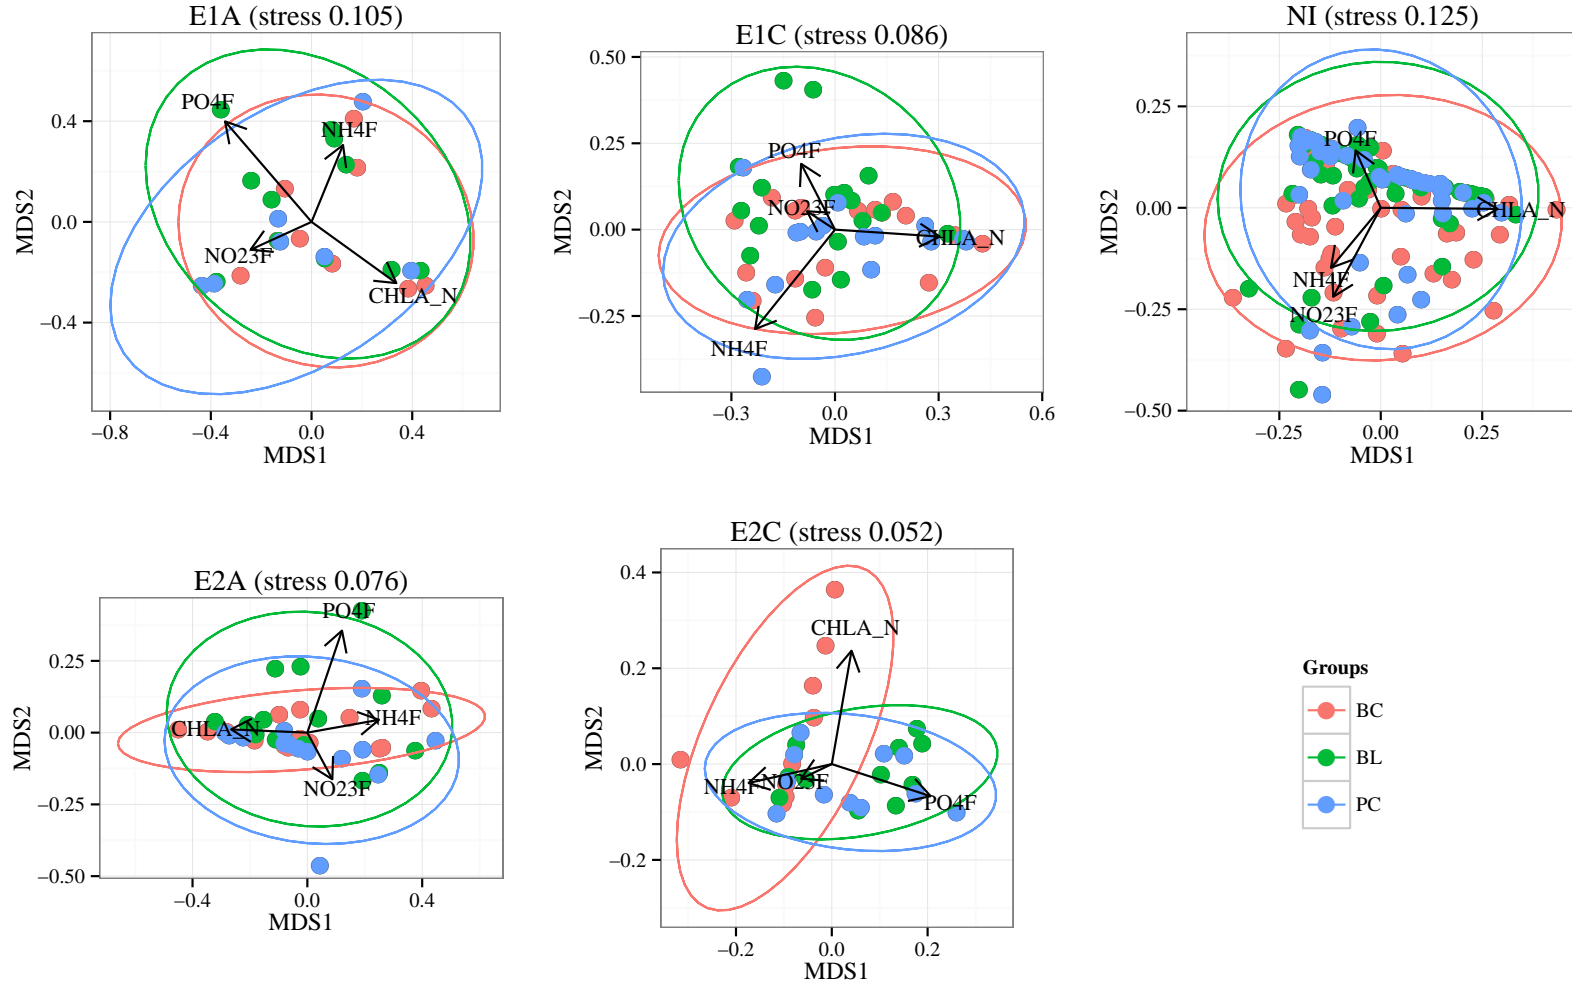 E1A (stress 0.105)
MDS2
0.4
0.0
−0.4
PO4F
NH4F
NO23F
CHLA_N
−0.8
−0.4
0.0
0.4
MDS1
E1C (stress 0.086)
MDS2
0.50
0.25
0.00
−0.25
PO4F
NO23F
CHLA_N
NH4F
−0.3
0.0
0.3
0.6
MDS1
NI (stress 0.125)
MDS2
0.25
0.00
−0.25
−0.50
PO4F
CHLA_N
NH4F
NO23F
−0.25
0.00
0.25
MDS1
E2A (stress 0.076)
MDS2
0.25
0.00
−0.25
−0.50
PO4F
CHLA_N
NH4F
NO23F
−0.4
0.0
0.4
MDS1
E2C (stress 0.052)
MDS2
0.4
0.2
0.0
−0.2
CHLA_N
NH4F
NO23F
PO4F
−0.2
0.0
0.2
MDS1
Groups
BC
BL
PC